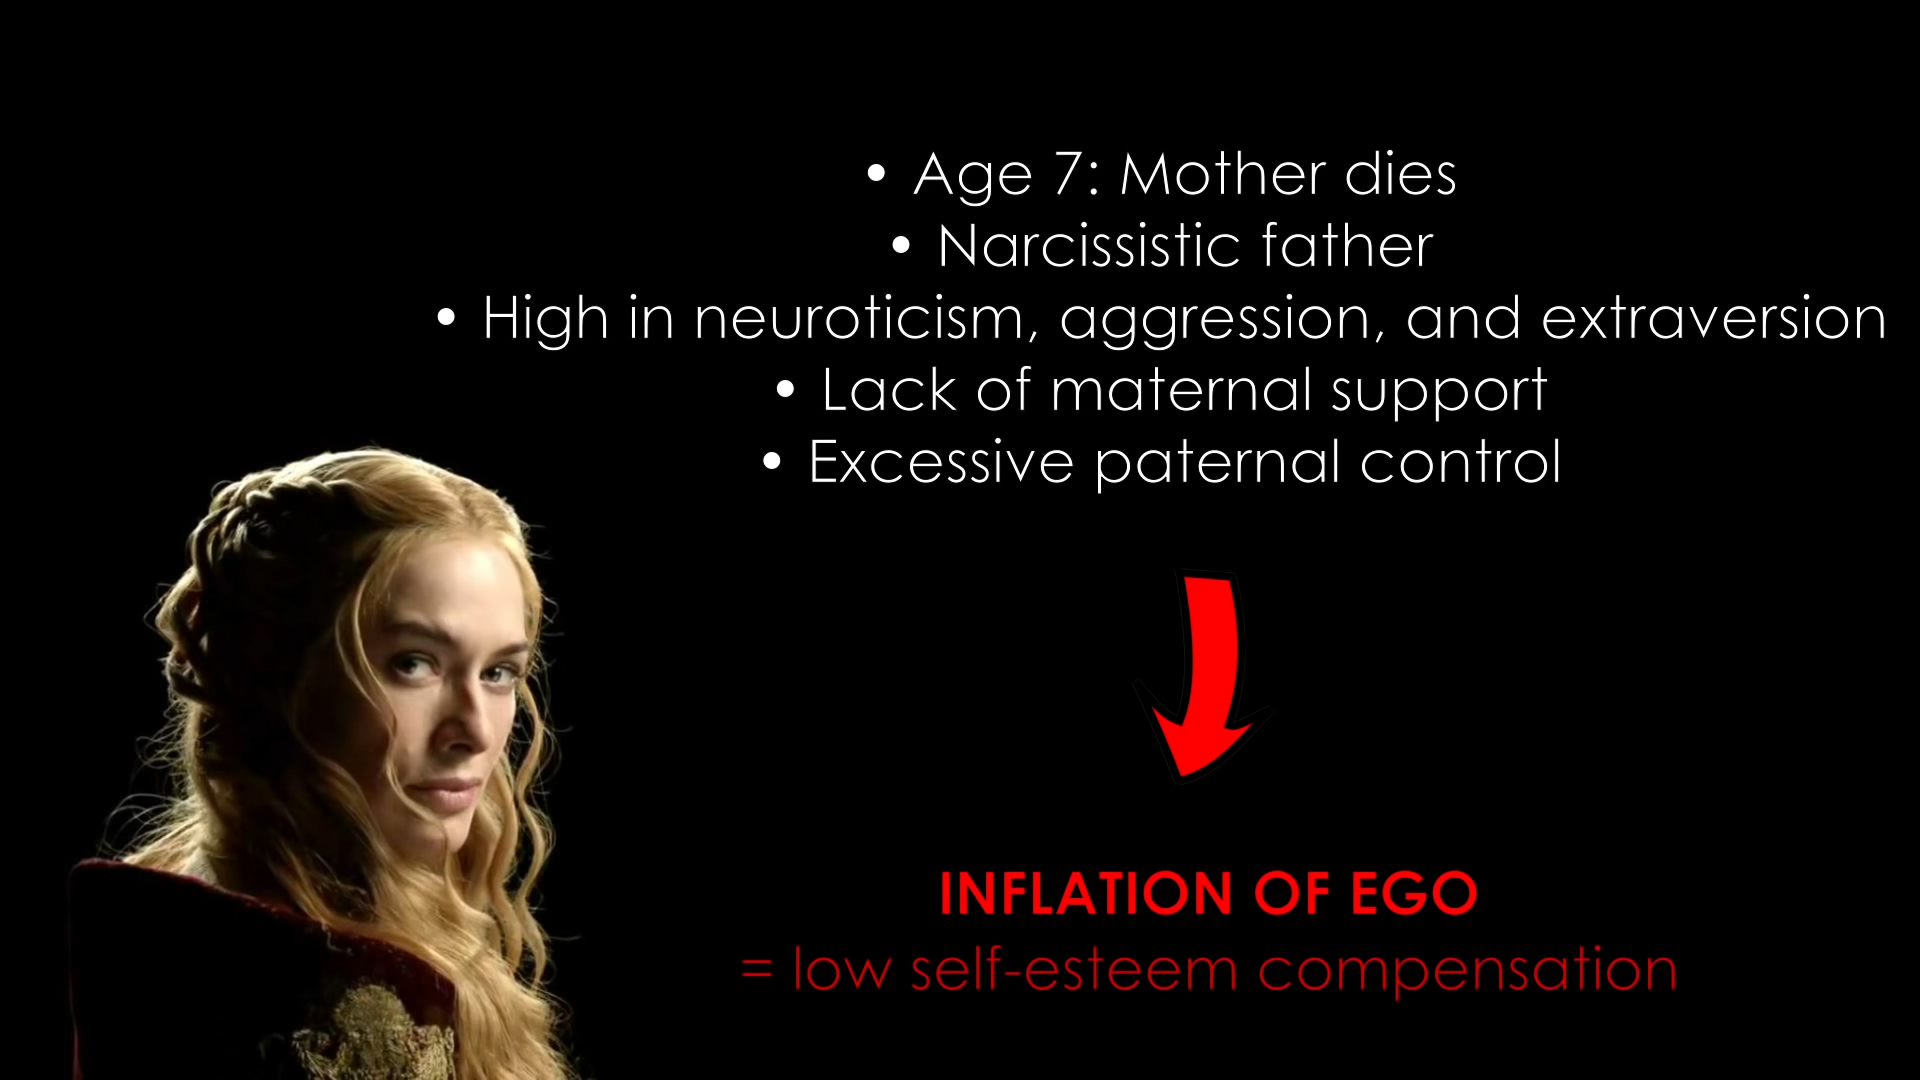 • Age 7: Mother dies
• Narcissistic father
• High in neuroticism, aggression, and extraversion
• Lack of maternal support
• Excessive paternal control
INFLATION OF EGO
= low self-esteem compensation